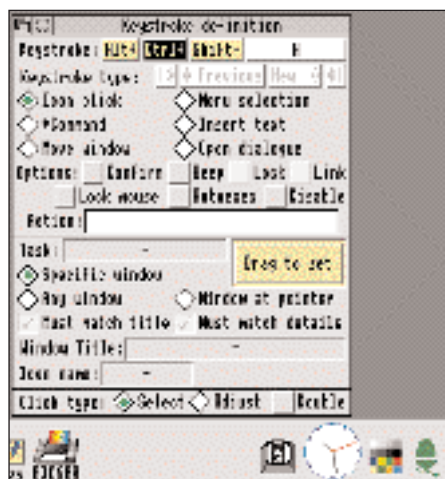 Keystroke definition
Keystroke: Alt+ Ctrl+ Shift+
Keystroke type: Previous New
Icon click Menu selection
*Command Insert text
Move window Open dialogue
Options: Confirm Beep Link
Lock mouse Disable
Action:
Task: -
Drag to set
Specific window
Any window Window at pointer
Must match title Must match details
Window Title: -
Icon name: -
Click type: Select Adjust Double